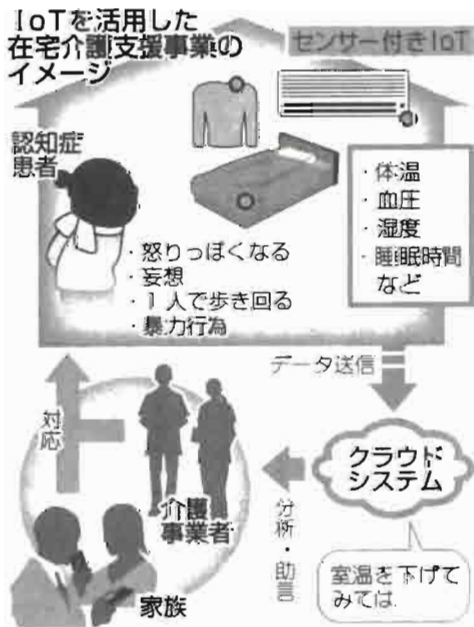 IoTを活用した
在宅介護支援事業の
イメージ
センサー付きIoT
認知症
患者
・体温
・血圧
・湿度
・睡眠時間
など
・怒りっぽくなる
・妄想
・1人で歩き回る
・暴力行為
データ送信
対応
クラウド
システム
介護
事業者
分析・助言
室温を下げて
みては
家族